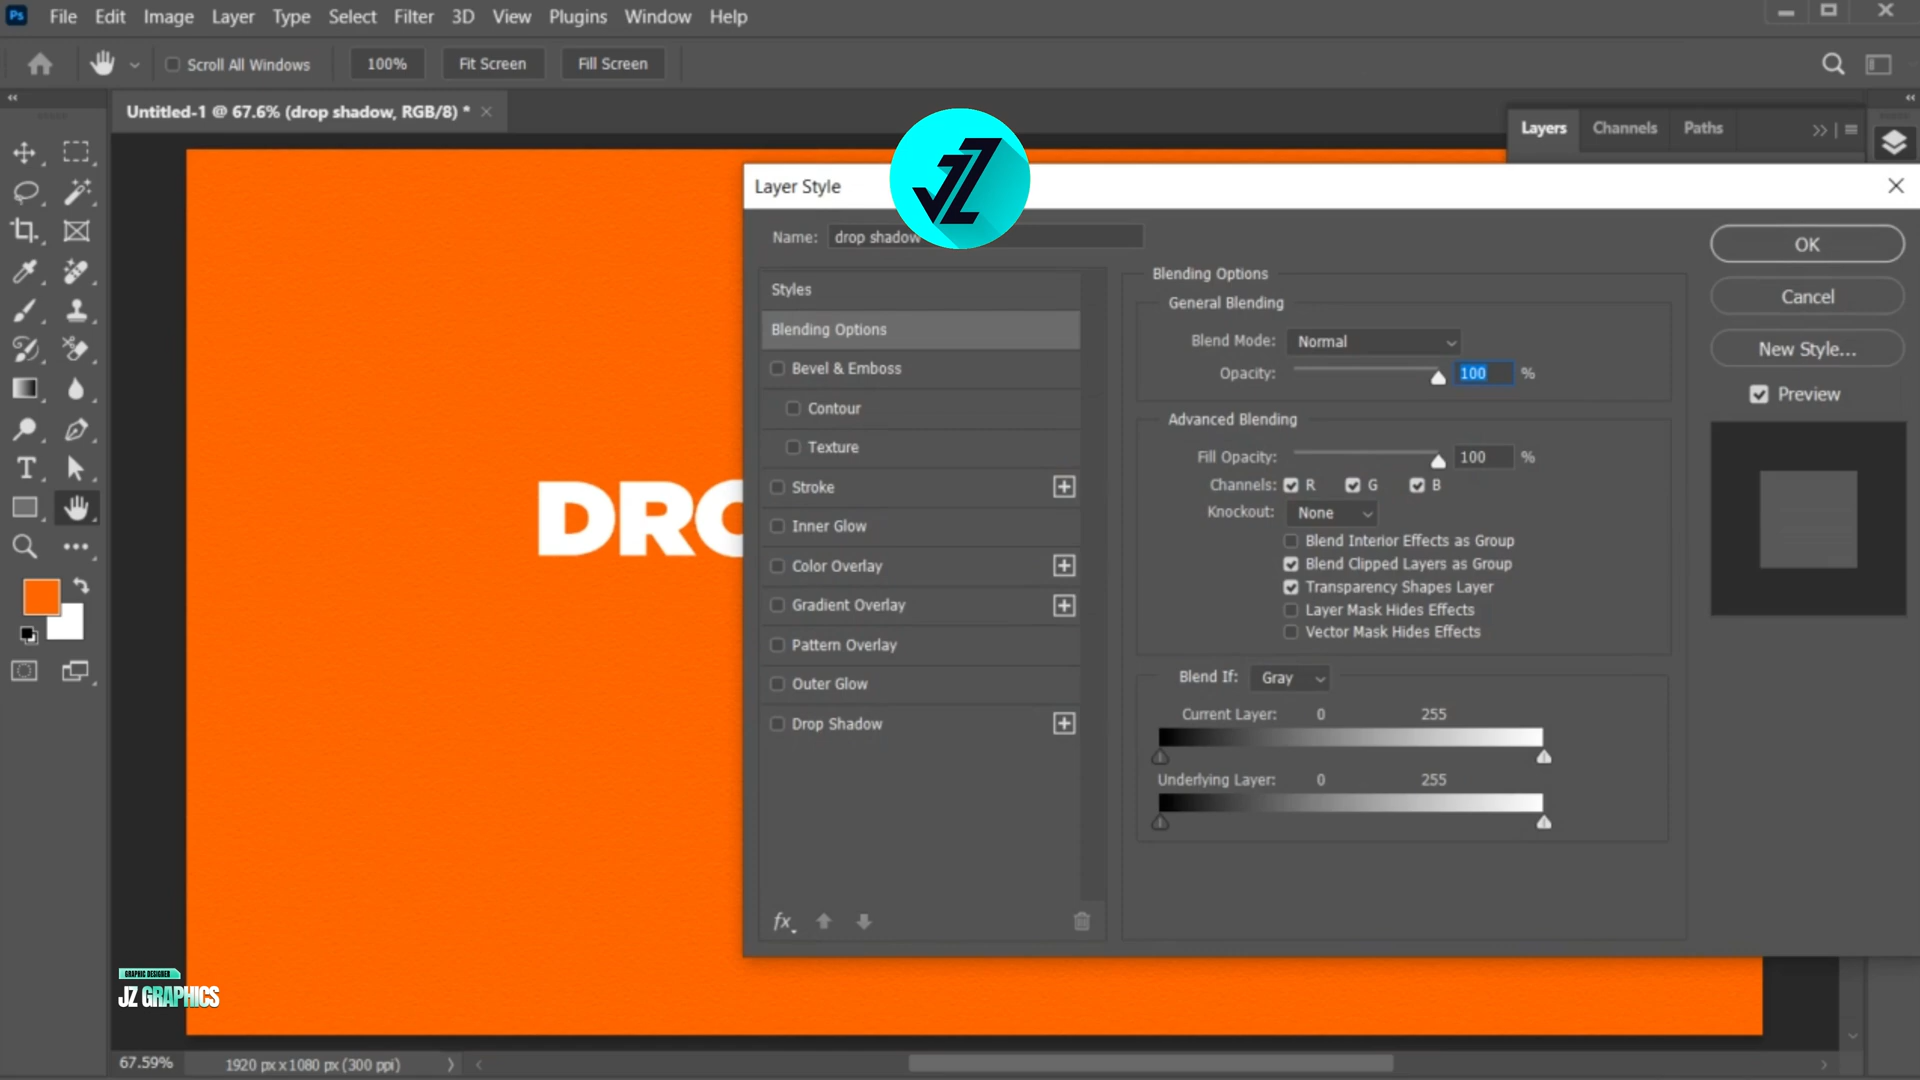 Ps File Edit Image Layer Type Select Filter 3D View Plugins Window Help
Scroll All Windows 100% Fit Screen Fill Screen
Untitled-1 @ 67.6% (drop shadow, RGB/8) *
Layers Channels Paths
Layer Style
JZ
Name: drop shadow
OK
Cancel
New Style...
Preview
Styles
Blending Options
Bevel & Emboss
Contour
Texture
Stroke
Inner Glow
Color Overlay
Gradient Overlay
Pattern Overlay
Outer Glow
Drop Shadow
fx
Blending Options
General Blending
Blend Mode: Normal
Opacity: 100 %
Advanced Blending
Fill Opacity: 100 %
Channels: R G B
Knockout: None
Blend Interior Effects as Group
Blend Clipped Layers as Group
Transparency Shapes Layer
Layer Mask Hides Effects
Vector Mask Hides Effects
Blend If: Gray
Current Layer: 0 255
Underlying Layer: 0 255
DRO
GRAPHIC DESIGNER
JZ GRAPHICS
67.59% 1920 px x 1080 px (300 ppi)